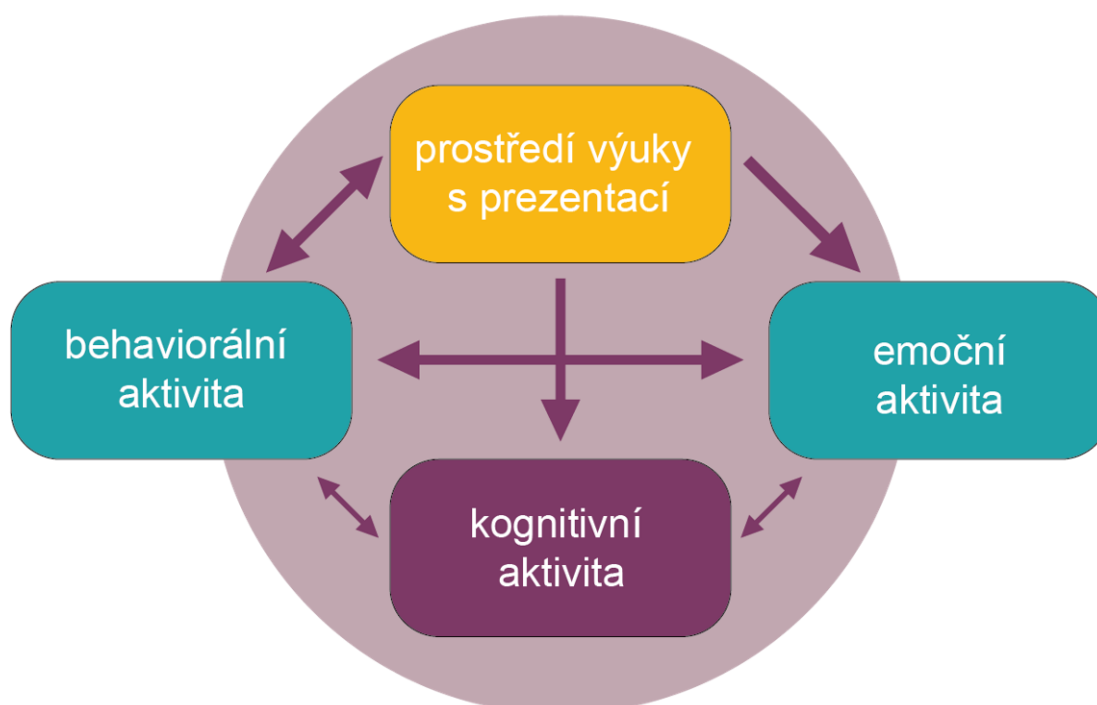 prostředí výuky
s prezentací
behaviorální
aktivita
emoční
aktivita
kognitivní
aktivita